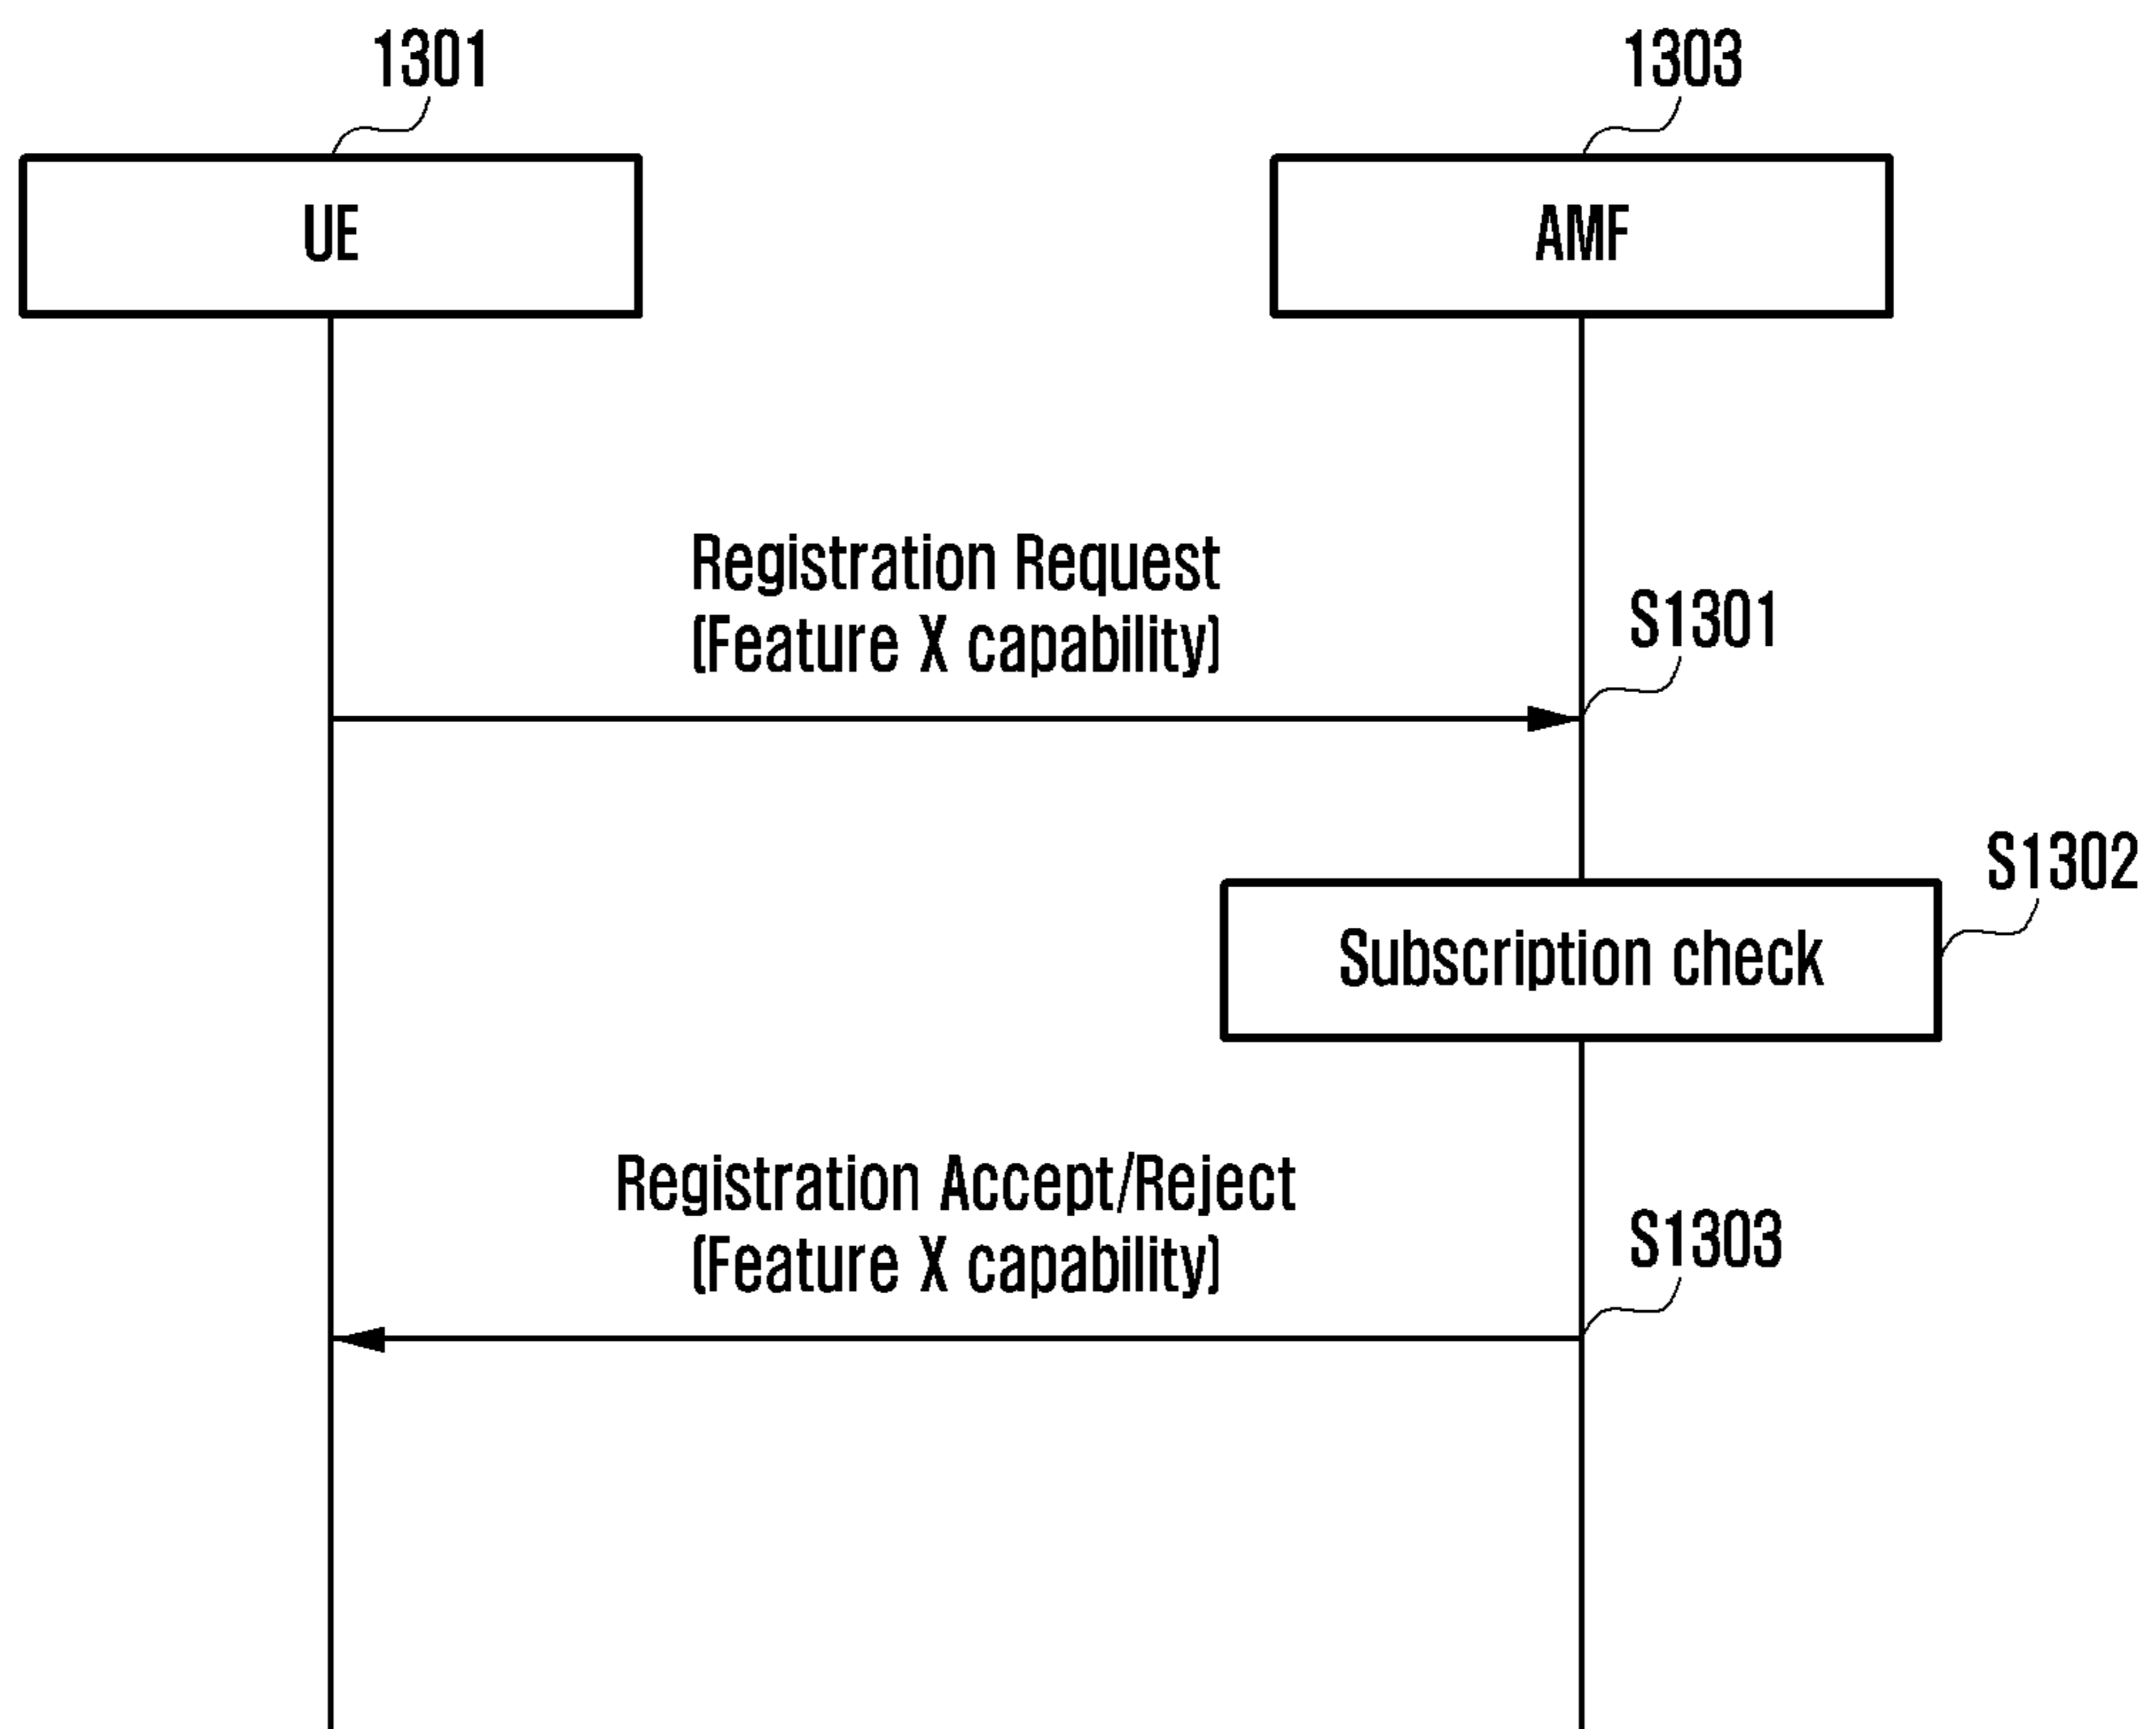 1301
1303
UE
AMF
Registration Request
(Feature X capability)
S1301
S1302
Subscription check
Registration Accept/Reject
(Feature X capability)
S1303